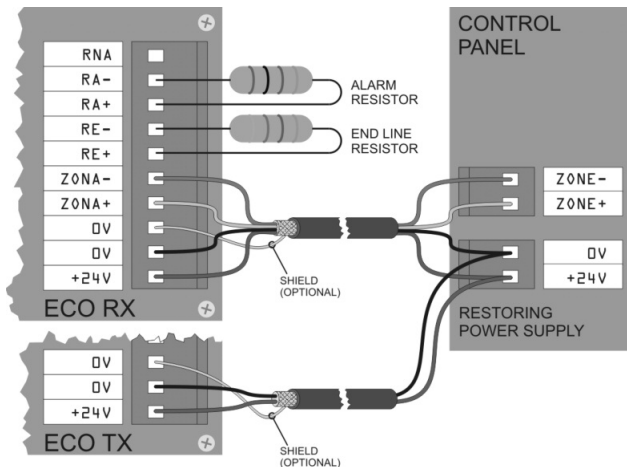 RNA
RA-
RA+
RE-
RE+
ZONA-
ZONA+
0V
0V
+24V
ECO RX
ALARM
RESISTOR
END LINE
RESISTOR
SHIELD
(OPTIONAL)
CONTROL
PANEL
ZONE-
ZONE+
0V
+24V
RESTORING
POWER SUPPLY
0V
0V
+24V
ECO TX
SHIELD
(OPTIONAL)